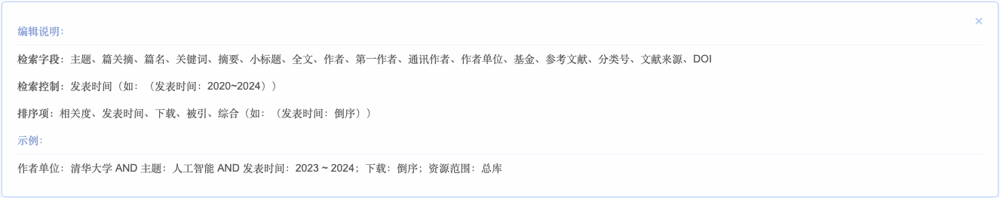 编辑说明：
检索字段：主题、篇关摘、篇名、关键词、摘要、小标题、全文、作者、第一作者、通讯作者、作者单位、基金、参考文献、分类号、文献来源、DOI
检索控制：发表时间（如：（发表时间：2020~2024））
排序项：相关度、发表时间、下载、被引、综合（如：（发表时间：倒序））
示例：
作者单位：清华大学 AND 主题：人工智能 AND 发表时间：2023 ~ 2024；下载：倒序；资源范围：总库